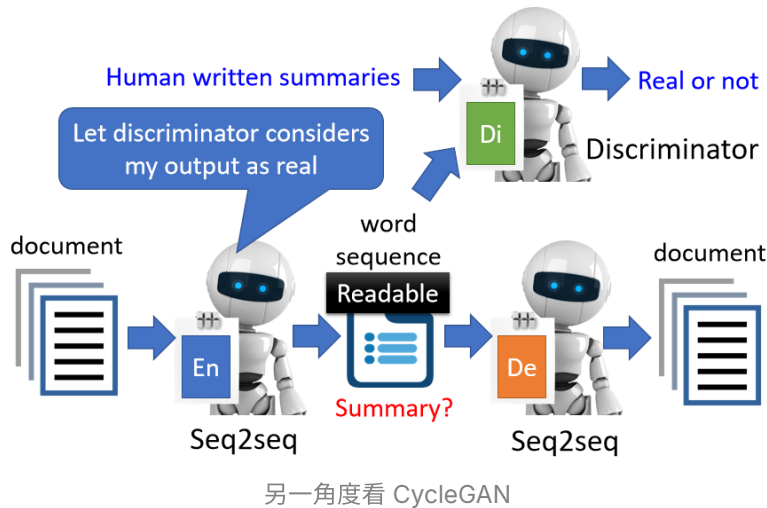 Human written summaries
Di
Real or not
Discriminator
Let discriminator considers
my output as real
document
word
sequence
Readable
document
En
De
Summary?
Seq2seq
Seq2seq
另一角度看 CycleGAN